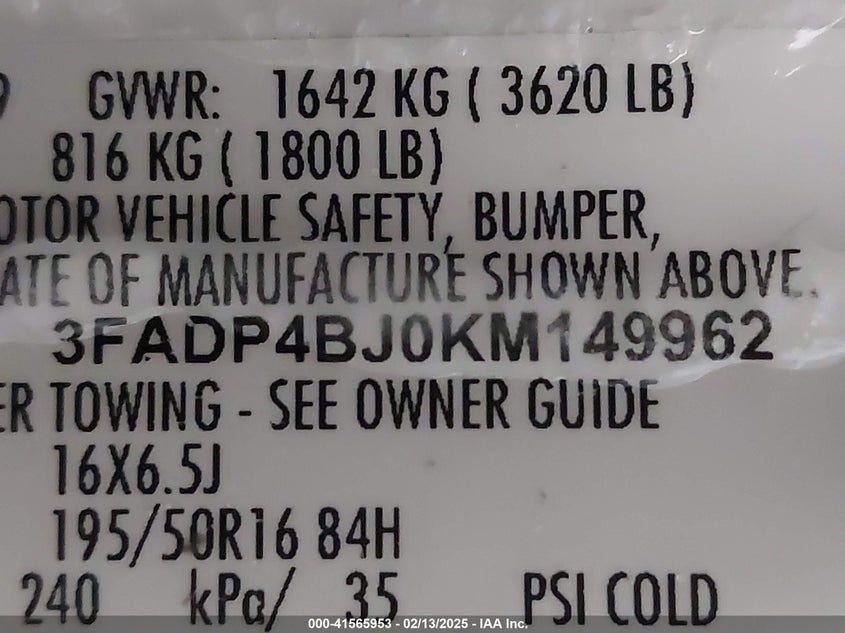 9 GVWR: 1642 KG ( 3620 LB)
816 KG ( 1800 LB)
OTOR VEHICLE SAFETY, BUMPER,
ATE OF MANUFACTURE SHOWN ABOVE.
3FADP4BJ0KM149962
ER TOWING - SEE OWNER GUIDE
16X6.5J
195/50R16 84H
240 kPa/ 35 PSI COLD
000-41565953 - 02/13/2025 - IAA Inc.